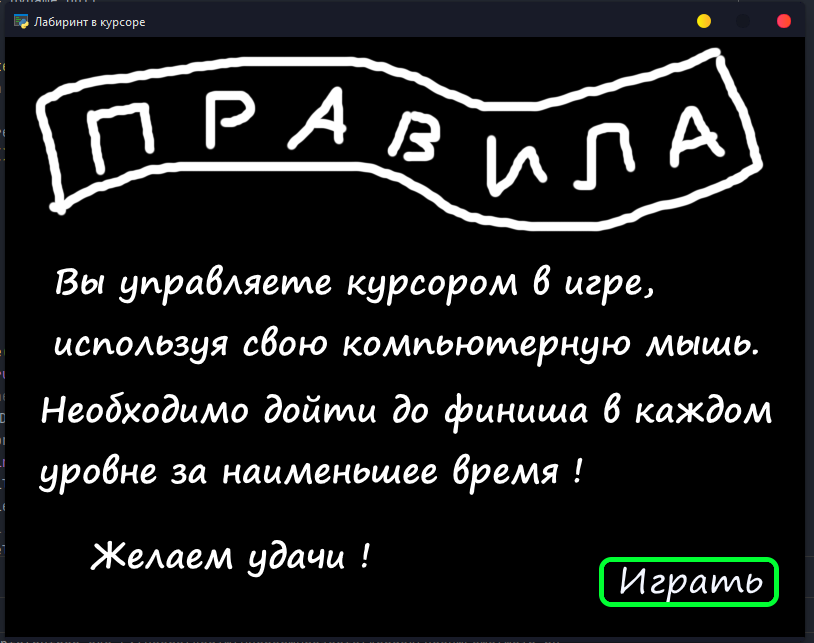 Лабиринт в курсоре
ПРАВИЛА
Вы управляете курсором в игре,
используя свою компьютерную мышь.
Необходимо дойти до финиша в каждом
уровне за наименьшее время !
Желаем удачи !
Играть